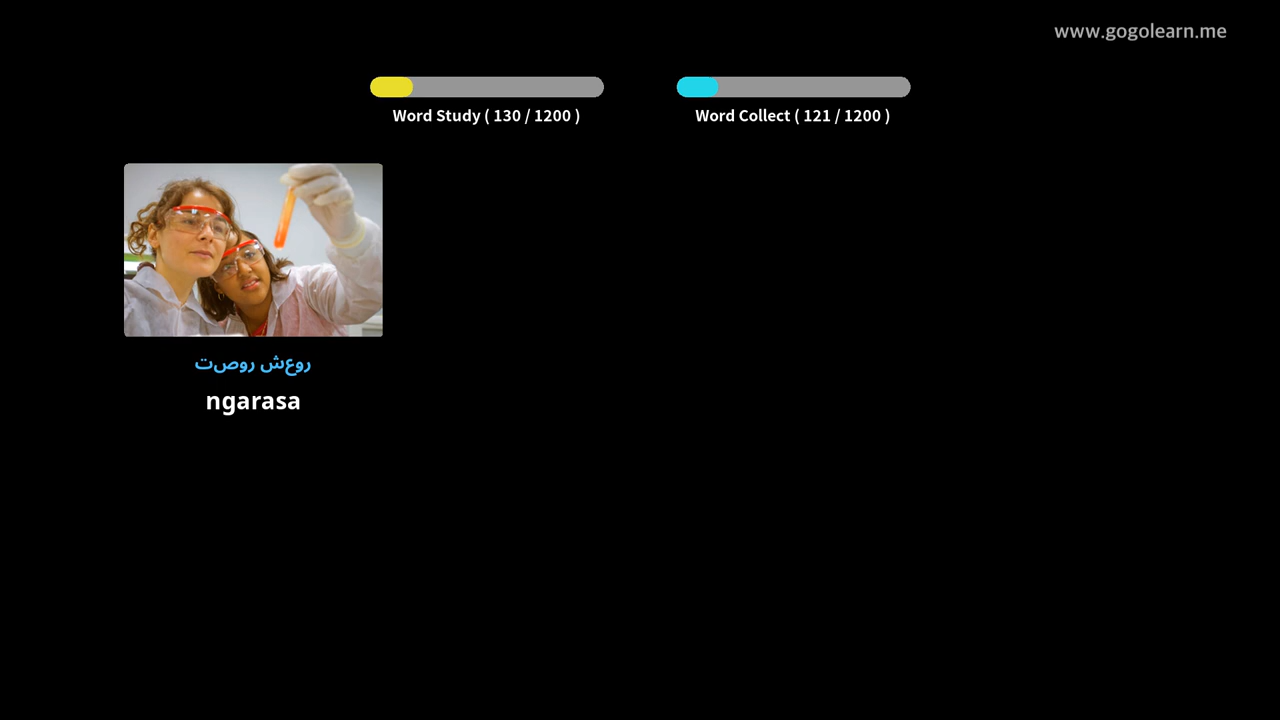 www.gogolearn.me
Word Study ( 130 / 1200 )
Word Collect ( 121 / 1200 )
روعش روصت
ngarasa